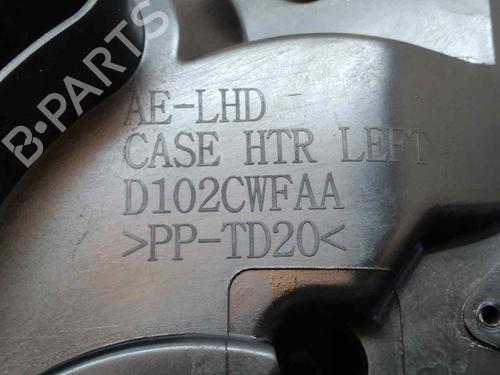 B-PARTS
AE-LHD
CASE HTR LEFT
D102CWFAA
>PP-TD20<